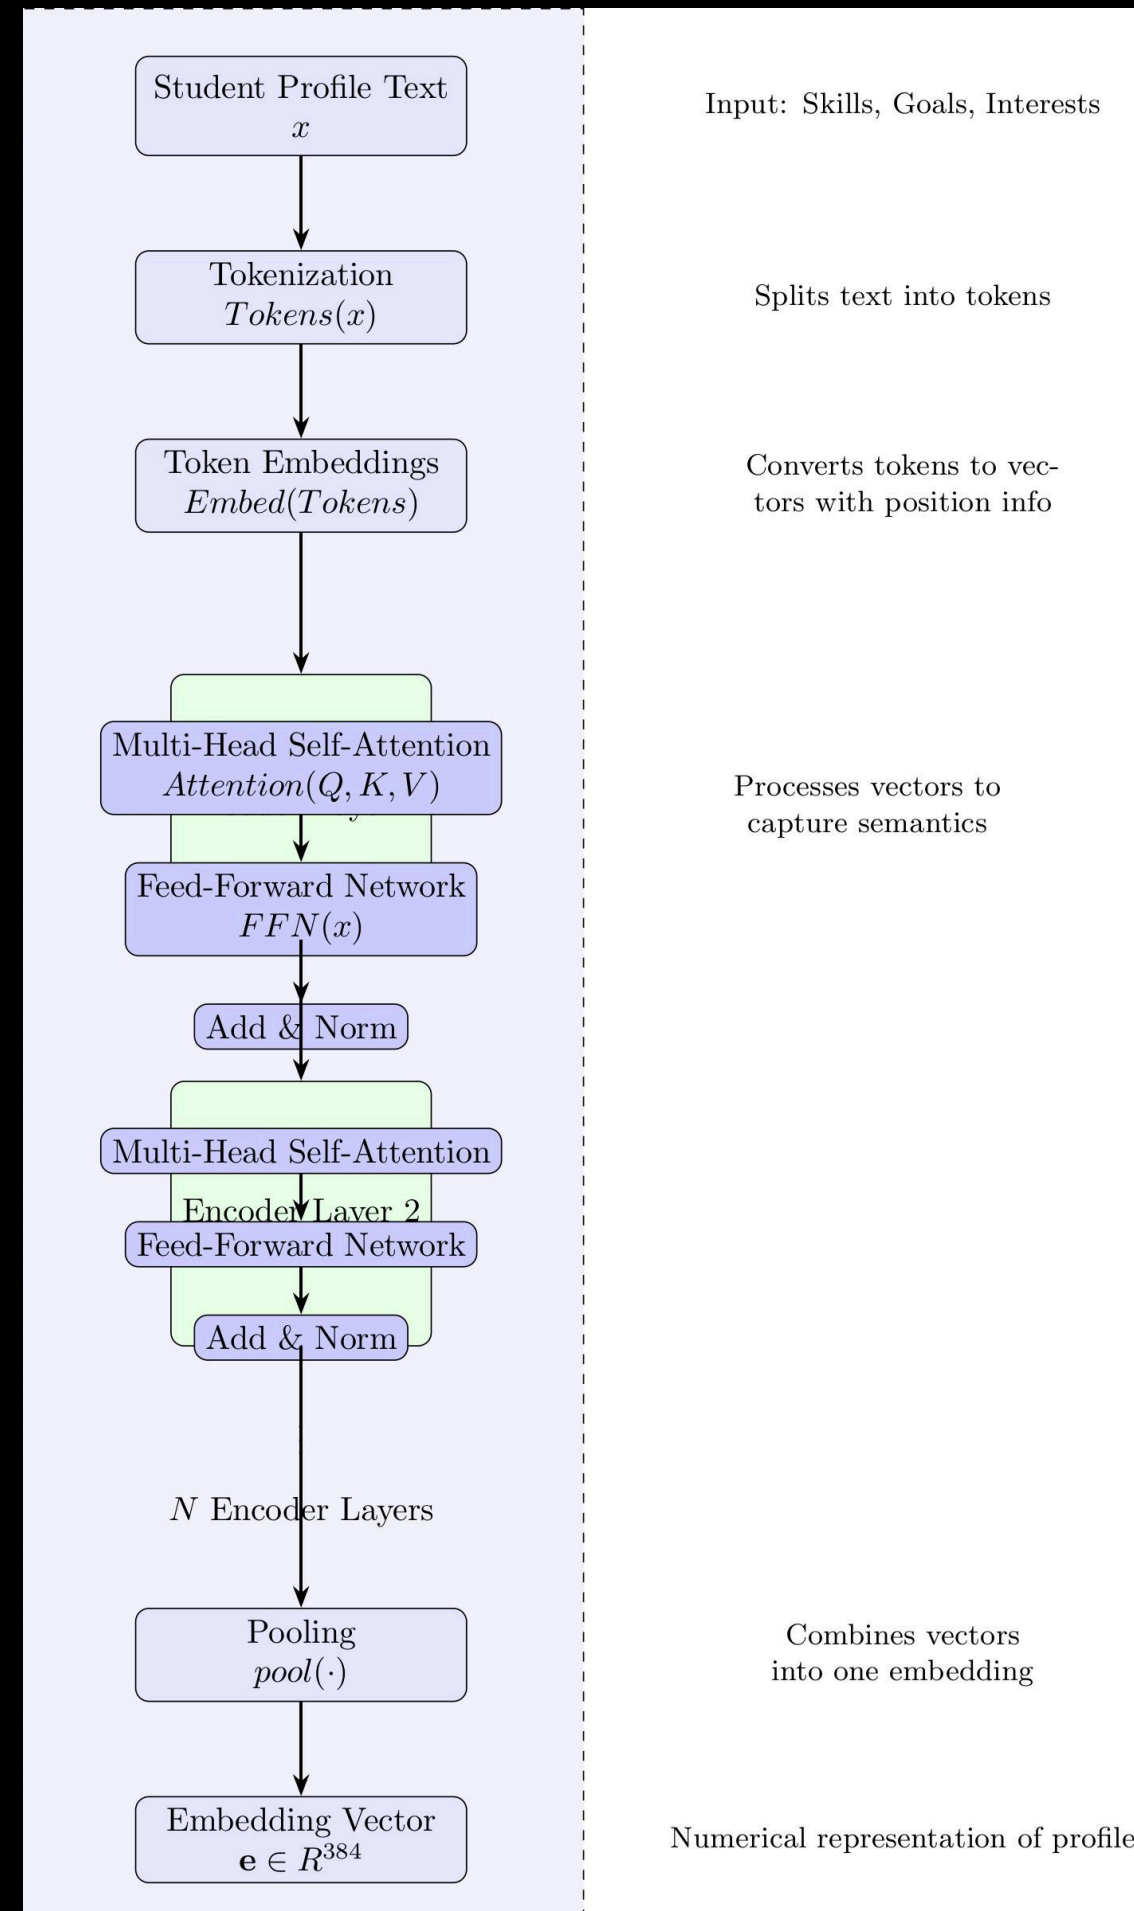 Student Profile Text
x
Input: Skills, Goals, Interests
Tokenization
Tokens(x)
Splits text into tokens
Token Embeddings
Embed(Tokens)
Converts tokens to vec-
tors with position info
Multi-Head Self-Attention
Attention(Q, K, V)
Processes vectors to
capture semantics
Feed-Forward Network
FFN(x)
Add & Norm
Multi-Head Self-Attention
Encoder Layer 2
Feed-Forward Network
Add & Norm
N Encoder Layers
Pooling
pool(·)
Combines vectors
into one embedding
Embedding Vector
e ∈ R³⁸⁴
Numerical representation of profile